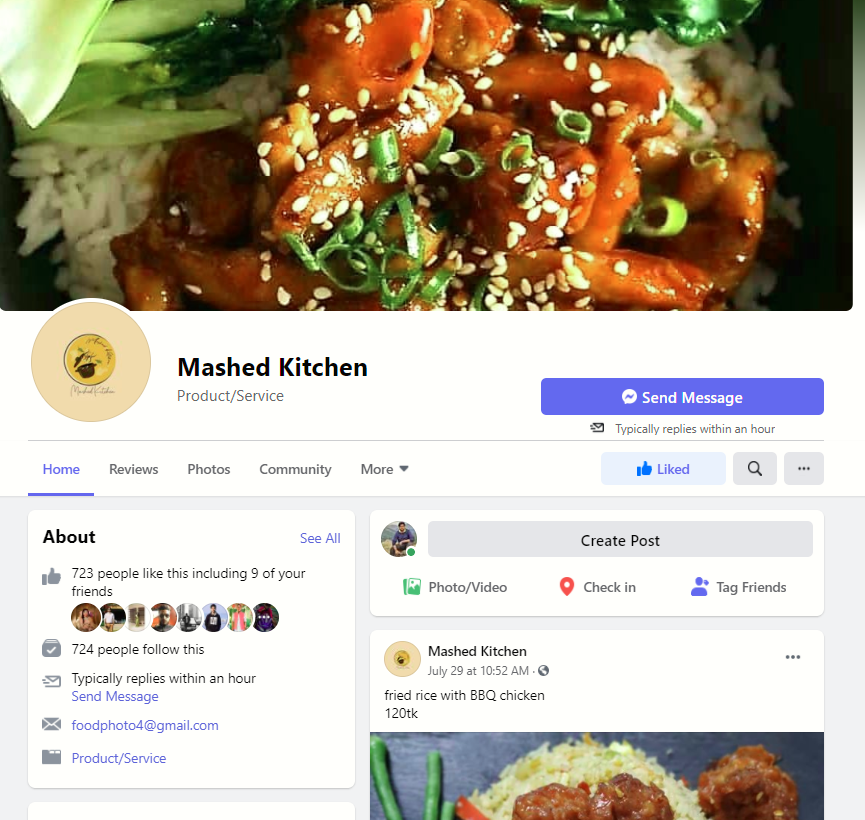 Mashed Kitchen
Mashed Kitchen
Product/Service
Send Message
Typically replies within an hour
Home
Reviews
Photos
Community
More
Liked
About
See All
723 people like this including 9 of your
friends
724 people follow this
Typically replies within an hour
Send Message
foodphoto4@gmail.com
Product/Service
Create Post
Photo/Video
Check in
Tag Friends
Mashed Kitchen
July 29 at 10:52 AM ·
fried rice with BBQ chicken
120tk